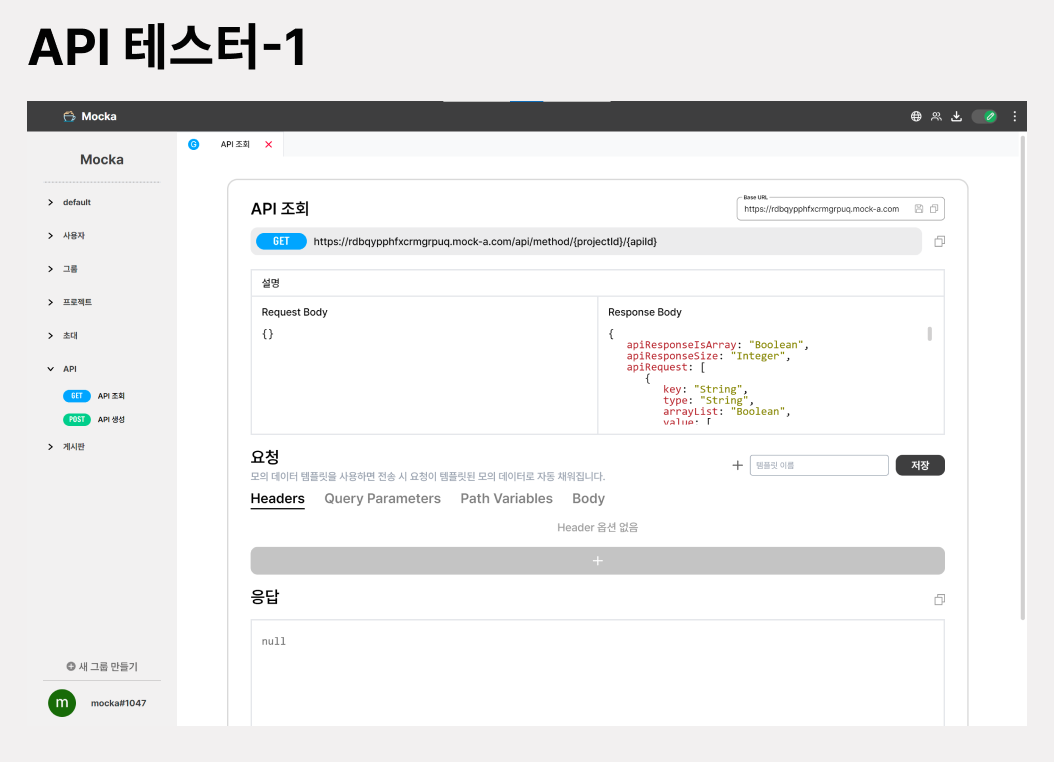 API 테스터-1
Mocka
Mocka
default
사용자
그룹
프로젝트
초대
API
GET API 조회
POST API 생성
게시판
새 그룹 만들기
m mocka#1047
G API 조회
API 조회
Base URL
https://rdbqypphfxcrmgrpuq.mock-a.com
GET https://rdbqypphfxcrmgrpuq.mock-a.com/api/method/{projectId}/{apiId}
설명
Request Body
{}
Response Body
{
apiResponseIsArray: "Boolean",
apiResponseSize: "Integer",
apiRequest: [
{
key: "String",
type: "String",
arrayList: "Boolean",
value: [
요청
모의 데이터 템플릿을 사용하면 전송 시 요청이 템플릿된 모의 데이터로 자동 채워집니다.
+ 템플릿 이름 저장
Headers Query Parameters Path Variables Body
Header 옵션 없음
+
응답
null